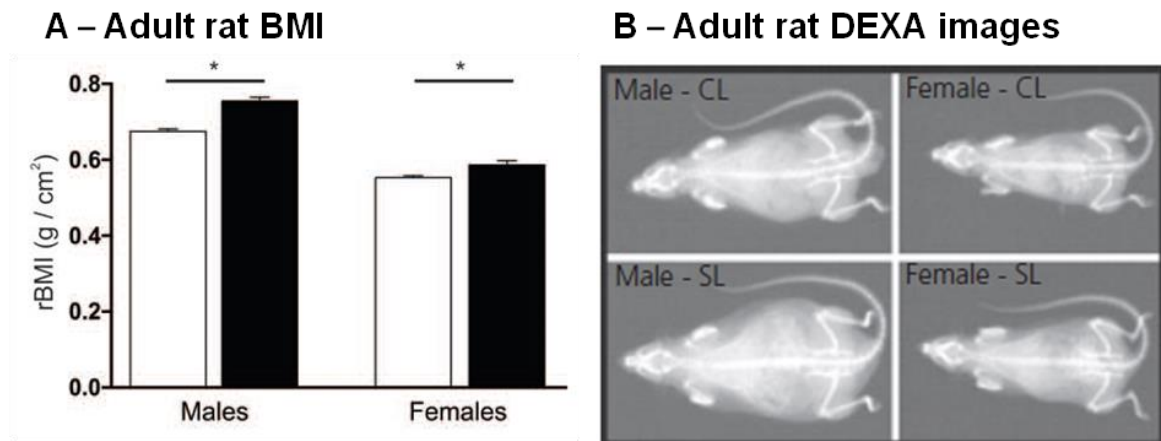 A – Adult rat BMI
* *
rBMI (g / cm²)
0.8
0.6
0.4
0.2
0.0
Males Females
B – Adult rat DEXA images
Male - CL
Female - CL
Male - SL
Female - SL